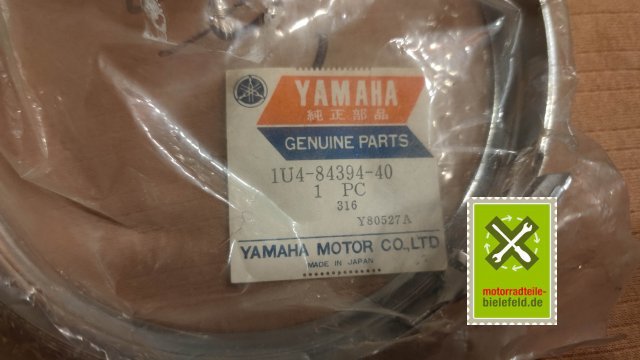 YAMAHA
純正部品
GENUINE PARTS
1U4-84394-40
1 PC
316
Y80527A
YAMAHA MOTOR CO.,LTD
MADE IN JAPAN
motorradteile-
bielefeld.de